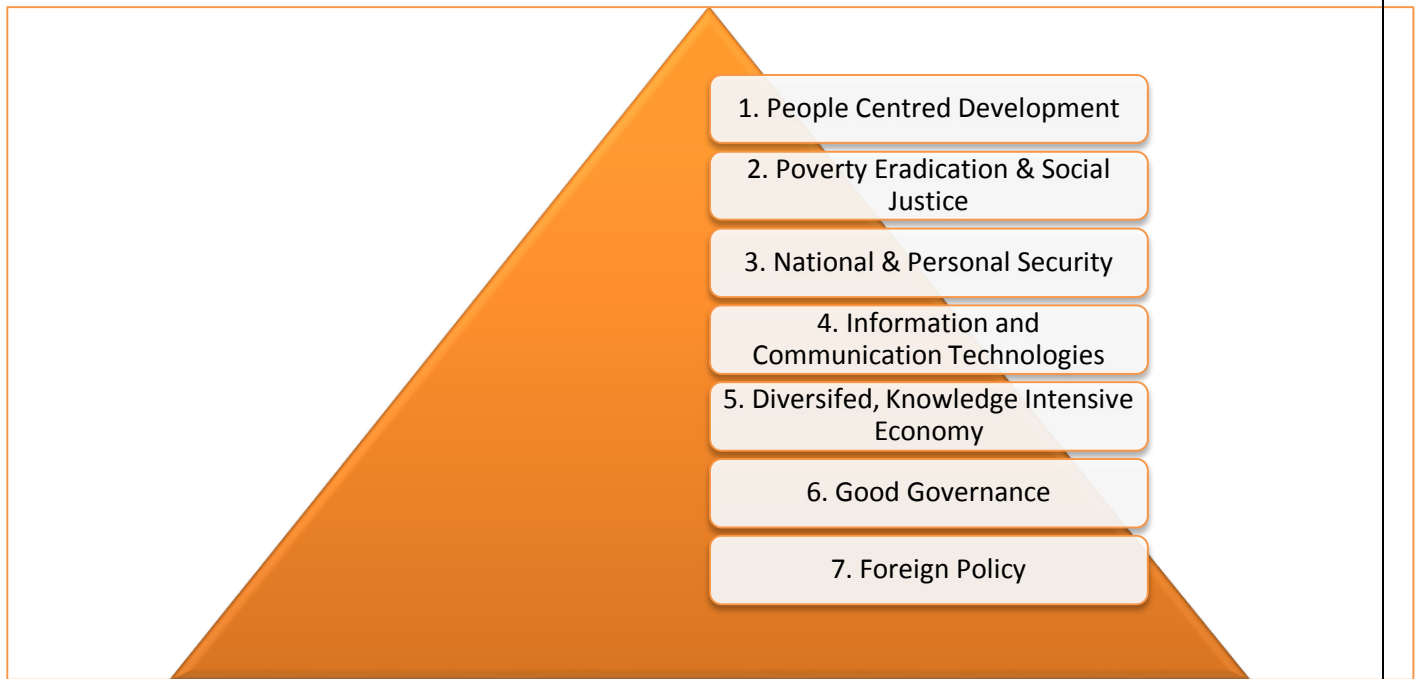 1. People Centred Development
2. Poverty Eradication & Social
Justice
3. National & Personal Security
4. Information and
Communication Technologies
5. Diversifed, Knowledge Intensive
Economy
6. Good Governance
7. Foreign Policy